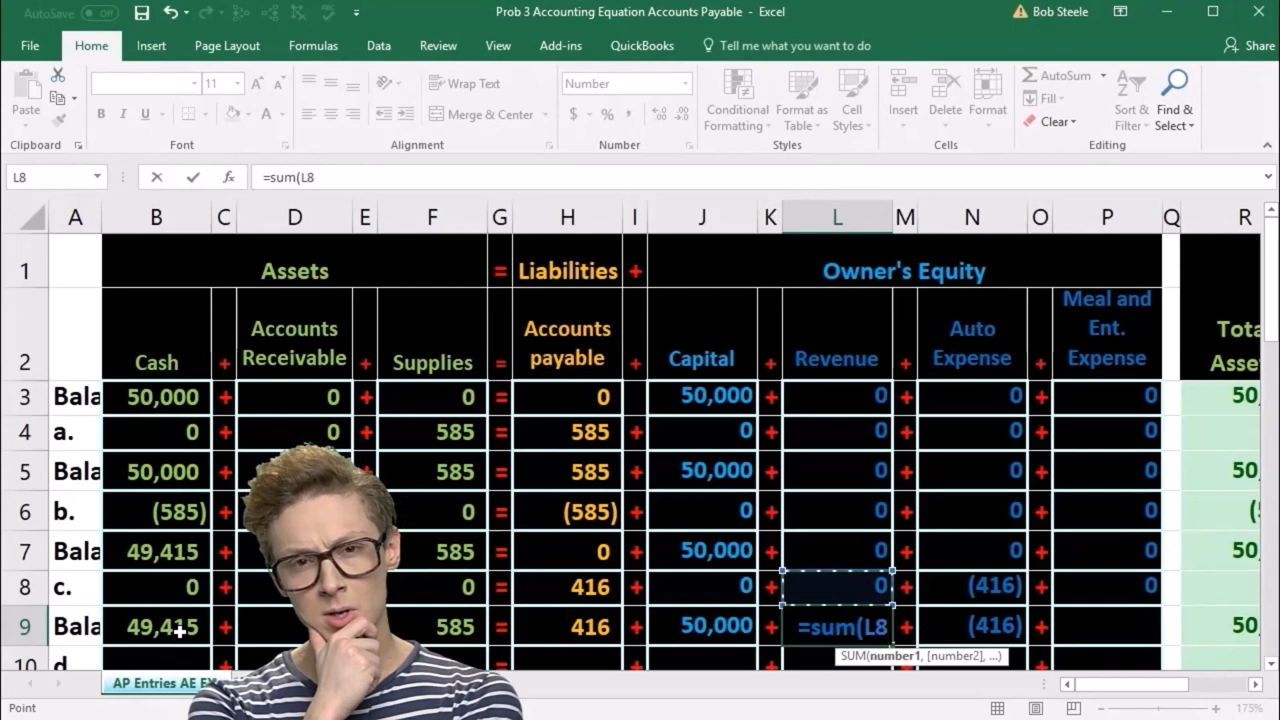 AutoSave Off Prob 3 Accounting Equation Accounts Payable - Excel Bob Steele
File Home Insert Page Layout Formulas Data Review View Add-ins QuickBooks Tell me what you want to do Share
Paste 11 Wrap Text Merge & Center Number Conditional Formatting Format as Table Cell Styles Insert Delete Format AutoSum Fill Clear Sort & Filter Find & Select
Clipboard Font Alignment Number Styles Cells Editing
L8 =sum(L8
A B C D E F G H I J K L M N O P Q R
1 Assets = Liabilities + Owner's Equity
2 Cash + Accounts Receivable + Supplies = Accounts payable + Capital + Revenue + Auto Expense + Meal and Ent. Expense Tota Asse
3 Bala 50,000 + 0 + 0 = 0 50,000 + 0 + 0 + 0 50,
4 a. 0 + 0 + 585 = 585 + 0 + 0 + 0 + 0
5 Bala 50,000 + 585 = 585 + 50,000 + 0 + 0 + 0 50,
6 b. (585) + 0 = (585) + 0 + 0 + 0 + 0
7 Bala 49,415 + 585 = 0 + 50,000 + 0 + 0 + 0 50,
8 c. 0 + 0 = 416 + 0 + 0 + (416) + 0
9 Bala 49,415 + 585 = 416 + 50,000 + =sum(L8 + (416) + 50,
SUM(number1, [number2], ...)
10 d
AP Entries AE
Point 175%